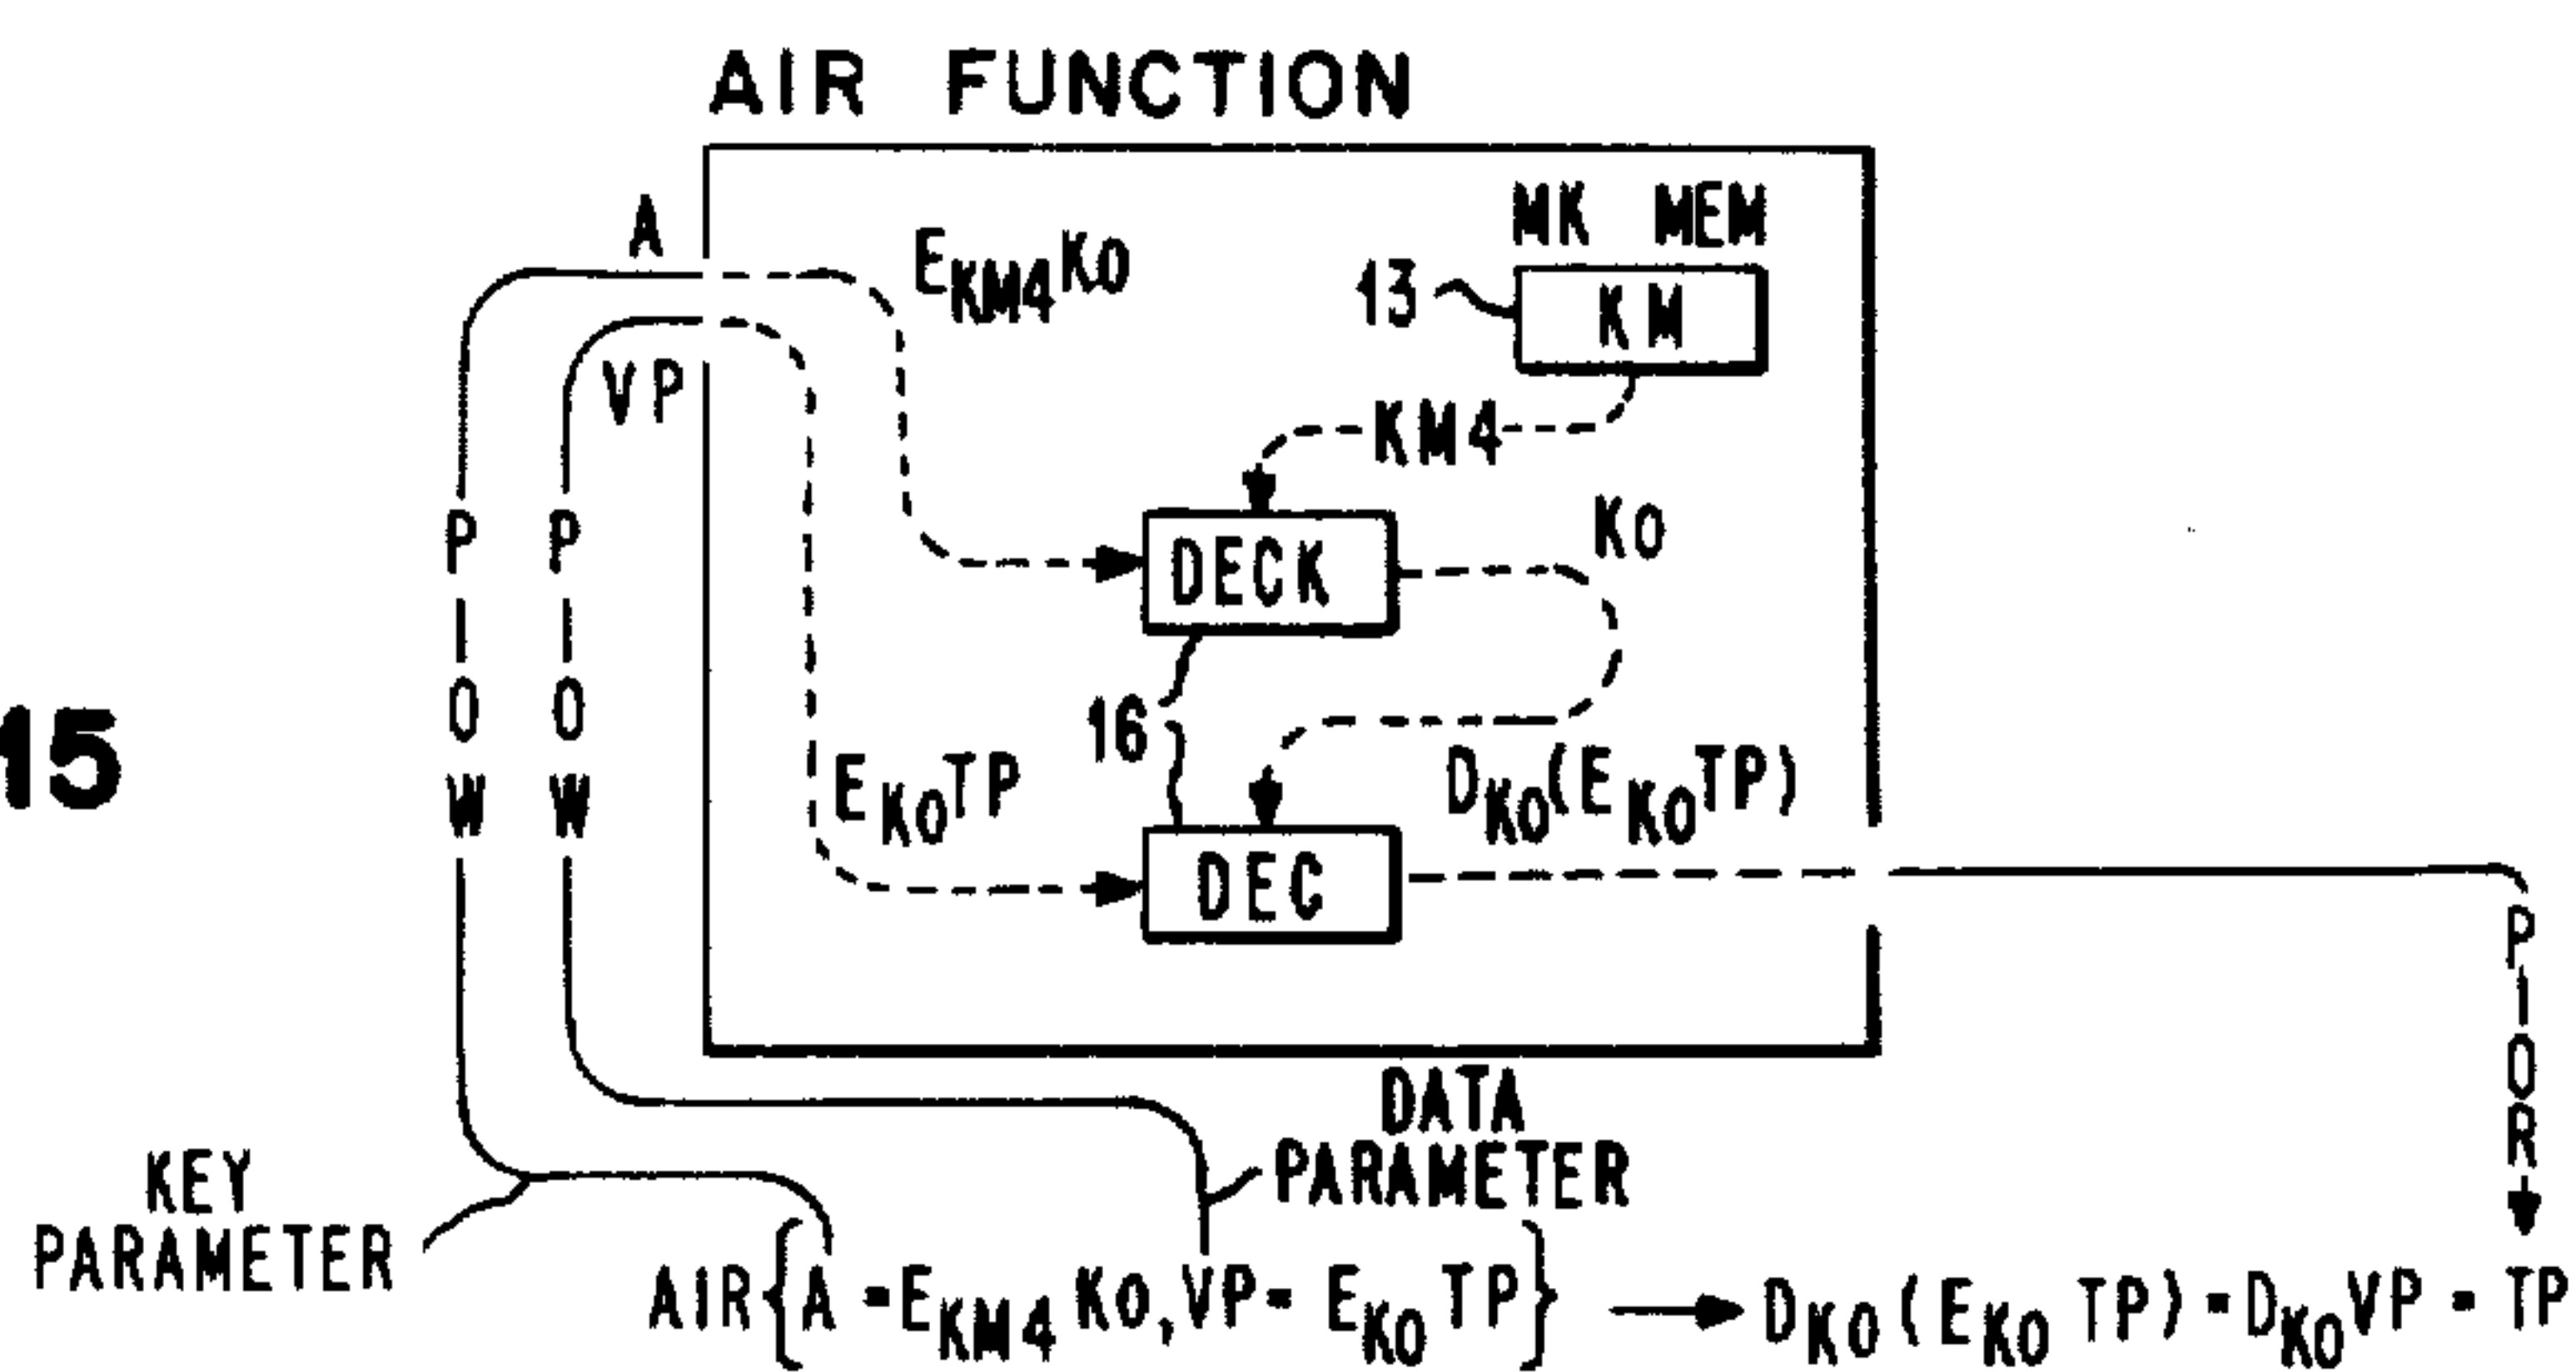 AIR FUNCTION
A
E_KM4 KO
MK MEM
13
KM
VP
KM4
P I O W
P I O W
DECK
KO
15
16
E_KO TP
D_KO(E_KO TP)
DEC
P I O R
DATA
PARAMETER
KEY
PARAMETER
AIR{A = E_KM4 KO, VP = E_KO TP} → D_KO (E_KO TP) = D_KO VP = TP